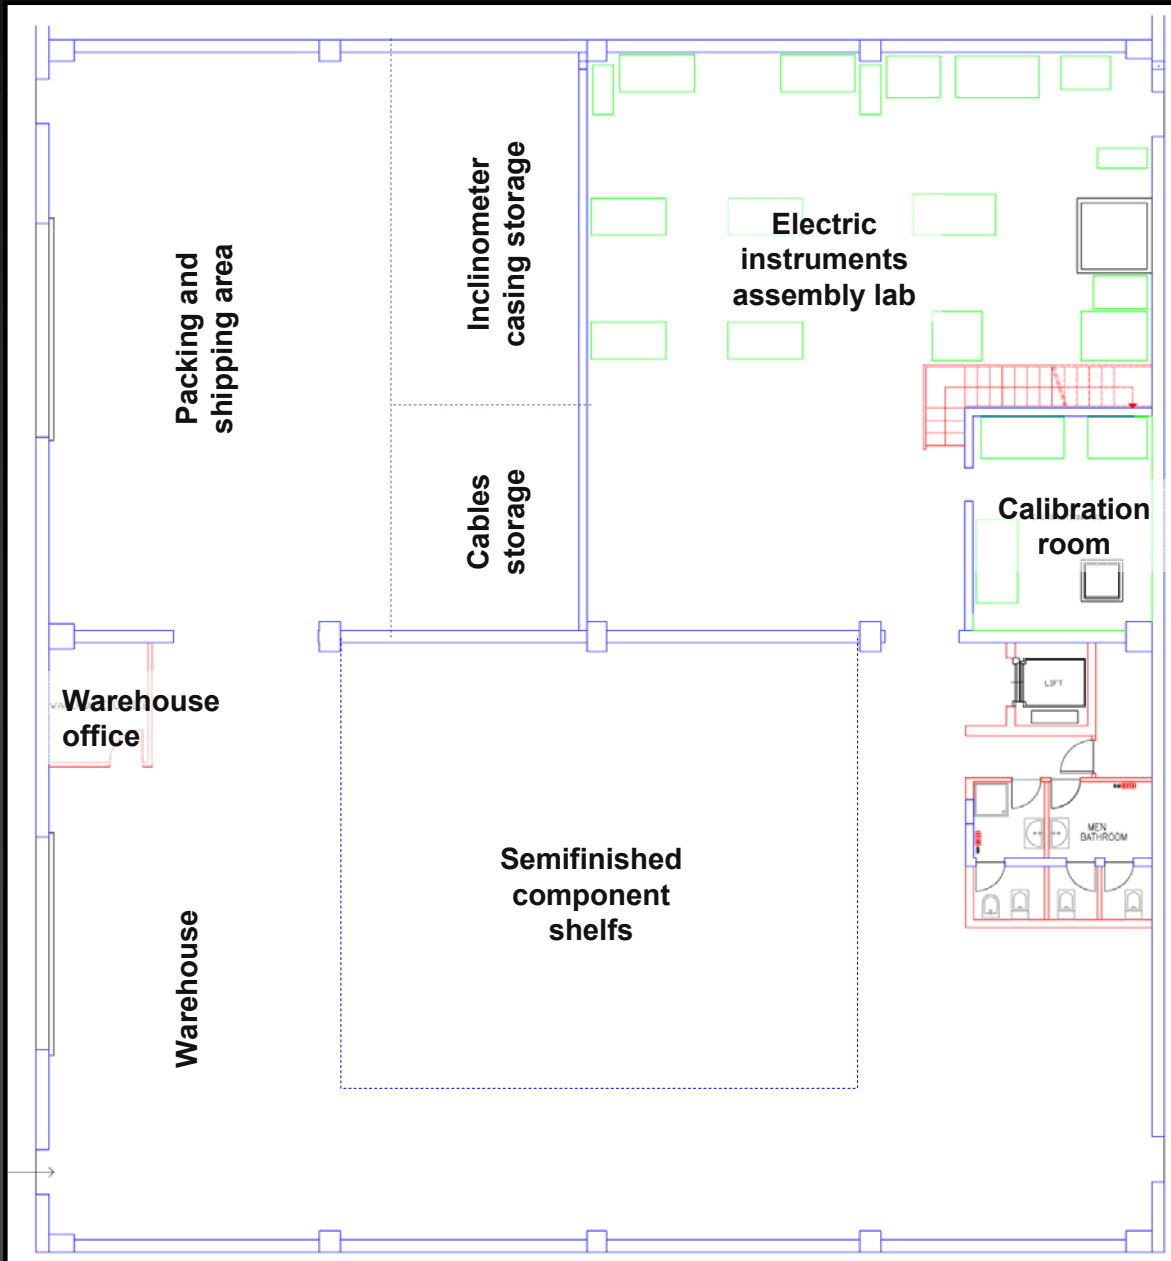 Packing and
shipping area
Inclinometer
casing storage
Electric
instruments
assembly lab
Cables
storage
Calibration
room
Warehouse
office
LIFT
MEN
BATHROOM
Semifinished
component
shelfs
Warehouse